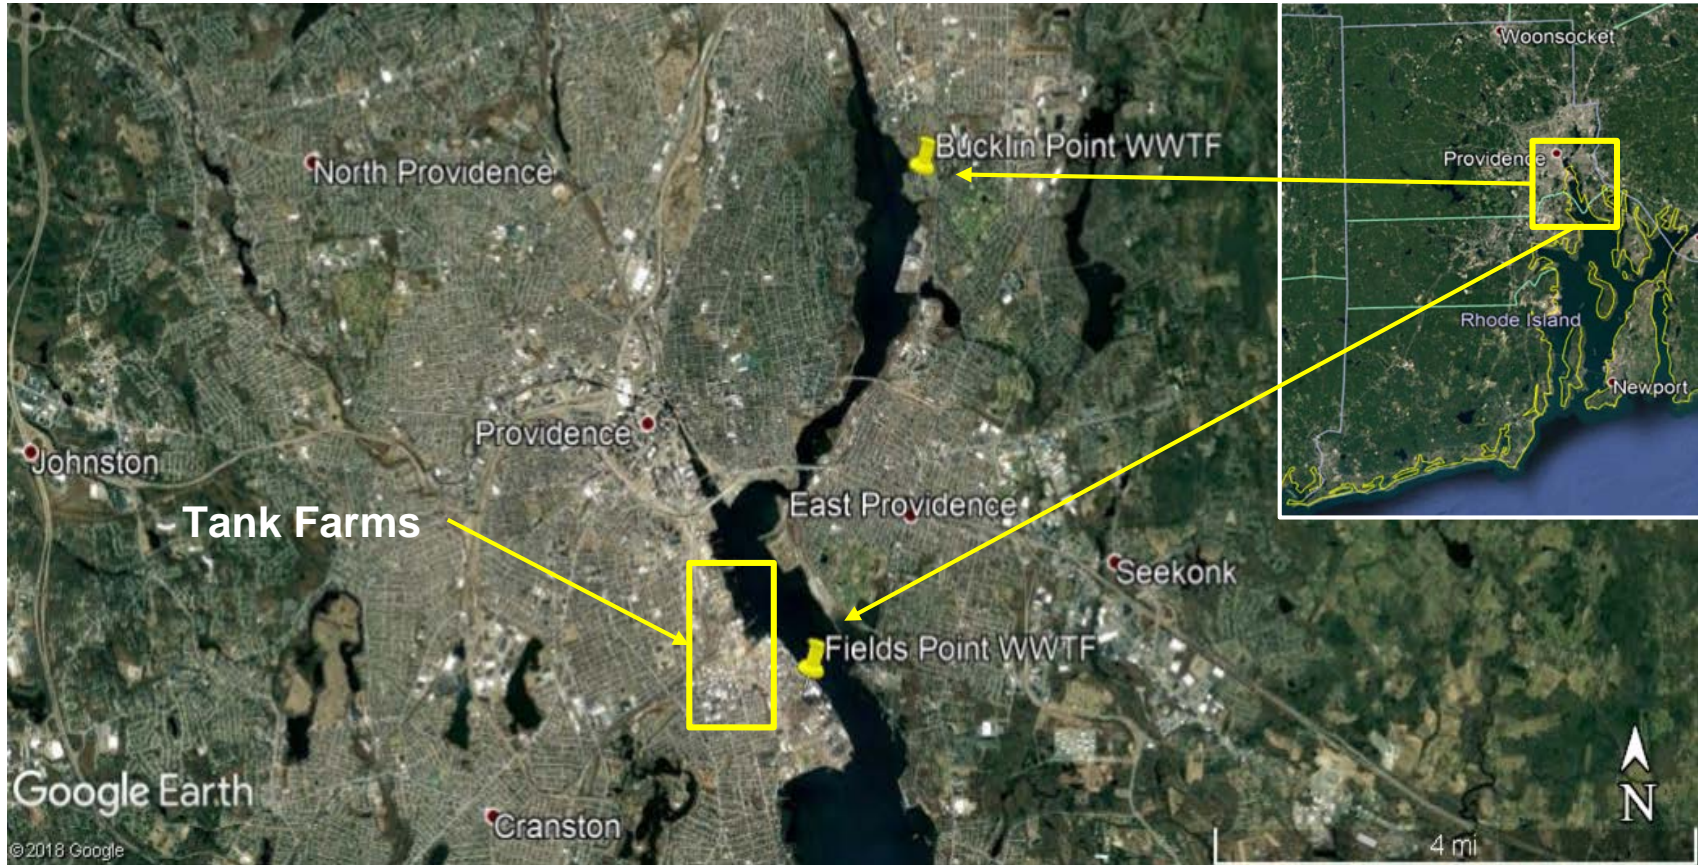 Woonsocket
Bucklin Point WWTF
Providence
North Providence
Rhode Island
Newport
Providence
Johnston
East Providence
Tank Farms
Seekonk
Fields Point WWTF
Google Earth
Cranston
N
4 mi
©2018 Google